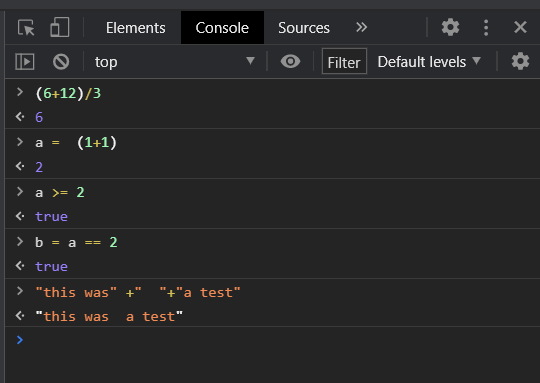 Elements Console Sources »
top Filter Default levels
> (6+12)/3
6
> a =  (1+1)
2
> a >= 2
true
> b = a == 2
true
> "this was" +"  "+"a test"
"this was  a test"
>